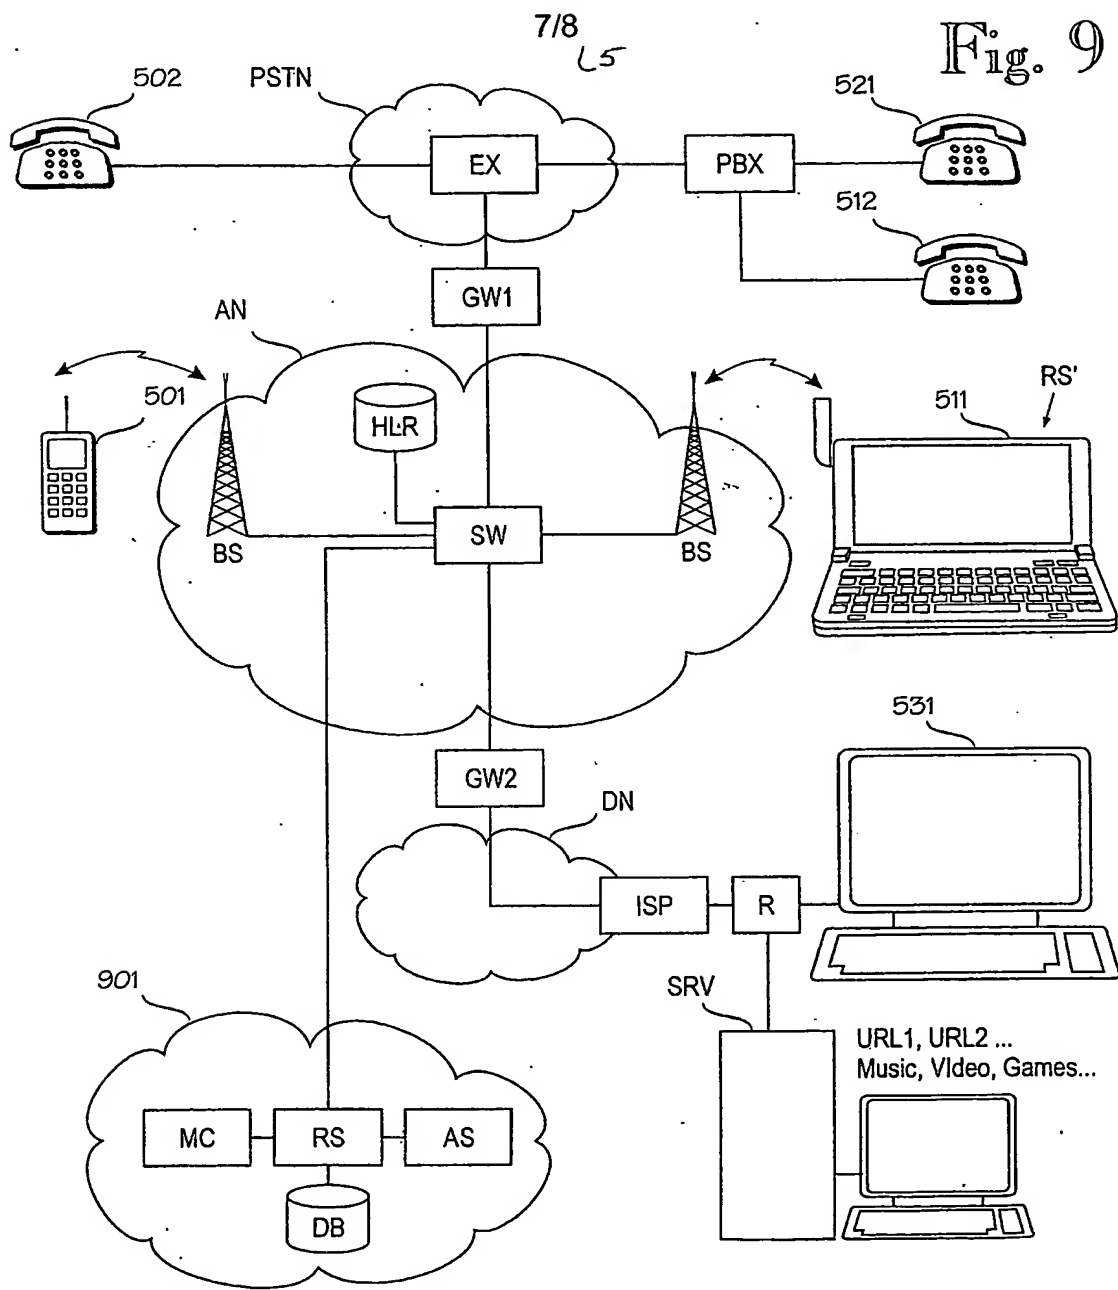 7/8
L5
Fig. 9
502
PSTN
521
EX
PBX
512
GW1
AN
501
HLR
511
RS'
SW
BS
BS
531
GW2
DN
ISP
R
901
SRV
URL1, URL2 ...
Music, VIdeo, Games...
MC
RS
AS
DB